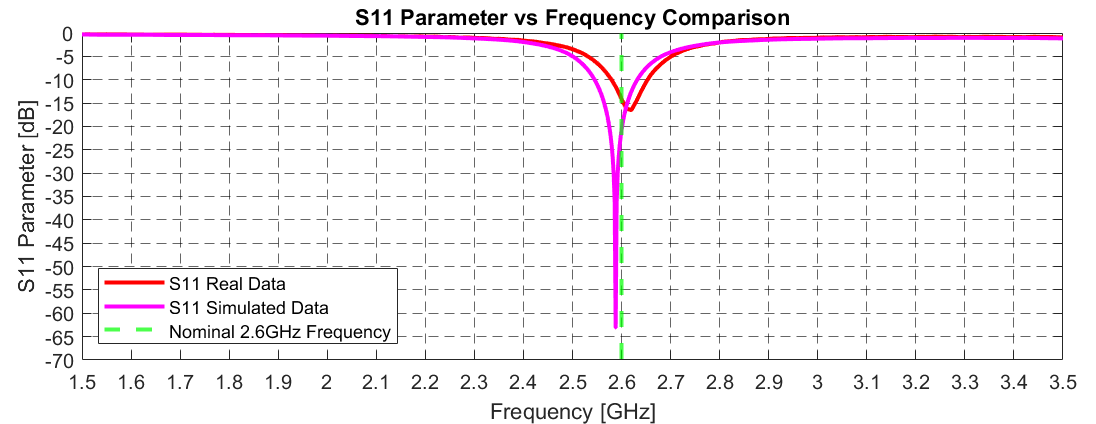 S11 Parameter vs Frequency Comparison
S11 Parameter [dB]
0
-5
-10
-15
-20
-25
-30
-35
-40
-45
-50
-55
-60
-65
-70
S11 Real Data
S11 Simulated Data
Nominal 2.6GHz Frequency
1.5 1.6 1.7 1.8 1.9 2 2.1 2.2 2.3 2.4 2.5 2.6 2.7 2.8 2.9 3 3.1 3.2 3.3 3.4 3.5
Frequency [GHz]